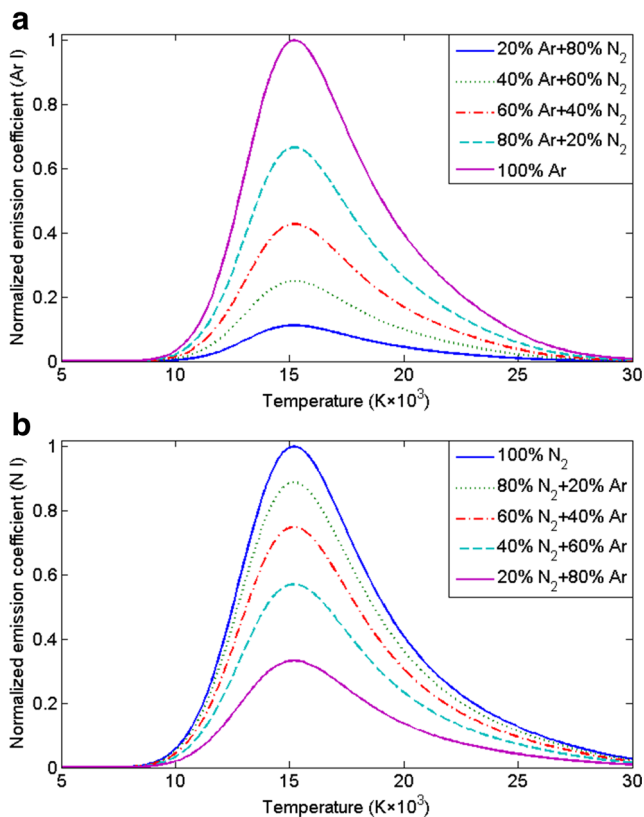 a
Normalized emission coefficient (Ar I)
1
0.8
0.6
0.4
0.2
0
20% Ar+80% N₂
40% Ar+60% N₂
60% Ar+40% N₂
80% Ar+20% N₂
100% Ar
5 10 15 20 25 30
Temperature (K×10³)
b
Normalized emission coefficient (N I)
1
0.8
0.6
0.4
0.2
0
100% N₂
80% N₂+20% Ar
60% N₂+40% Ar
40% N₂+60% Ar
20% N₂+80% Ar
5 10 15 20 25 30
Temperature (K×10³)